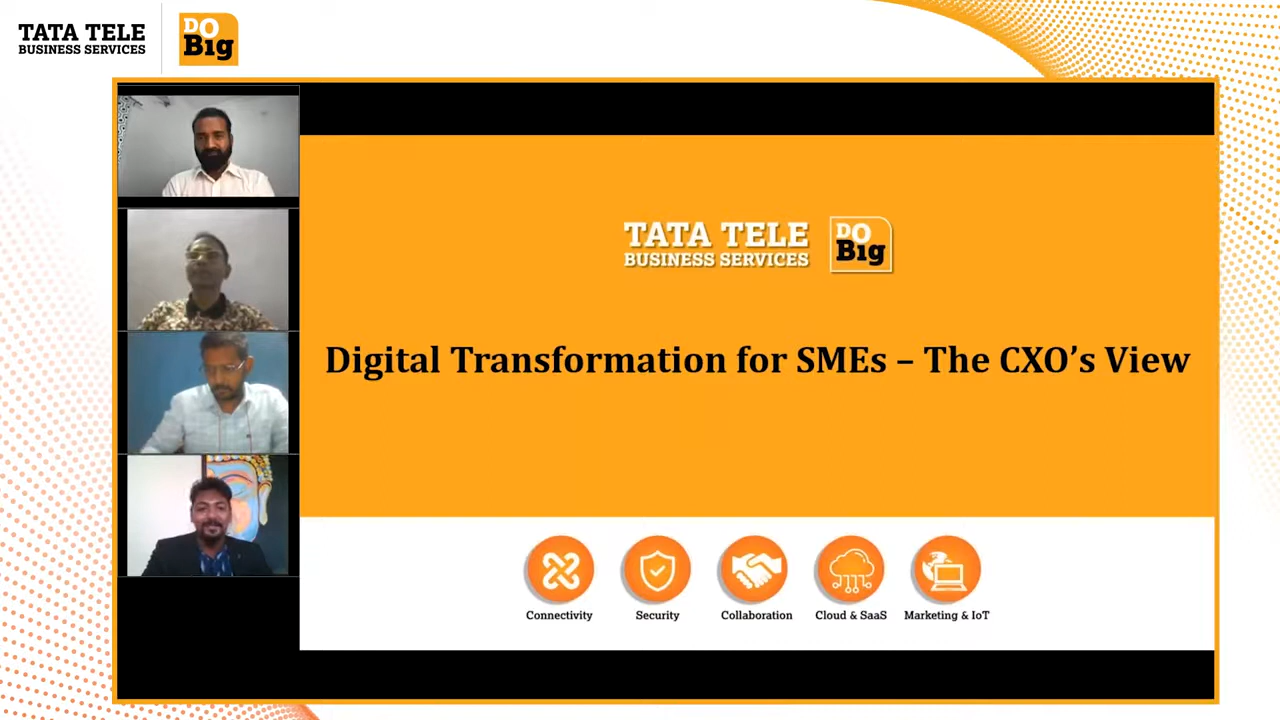 TATA TELE
BUSINESS SERVICES
DO
Big
TATA TELE
BUSINESS SERVICES
DO
Big
Digital Transformation for SMEs – The CXO’s View
Connectivity
Security
Collaboration
Cloud & SaaS
Marketing & IoT